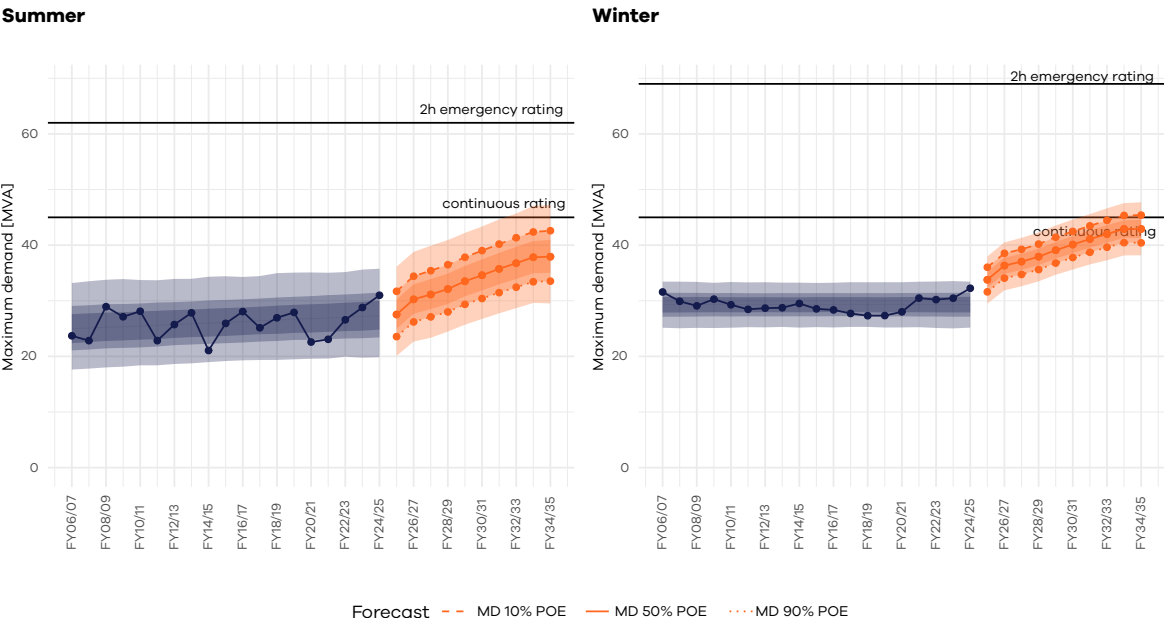 Summer
Maximum demand [MVA]
60
40
20
0
2h emergency rating
continuous rating
FY06/07
FY08/09
FY10/11
FY12/13
FY14/15
FY16/17
FY18/19
FY20/21
FY22/23
FY24/25
FY26/27
FY28/29
FY30/31
FY32/33
FY34/35
Winter
Maximum demand [MVA]
60
40
20
0
2h emergency rating
continuous rating
FY06/07
FY08/09
FY10/11
FY12/13
FY14/15
FY16/17
FY18/19
FY20/21
FY22/23
FY24/25
FY26/27
FY28/29
FY30/31
FY32/33
FY34/35
Forecast MD 10% POE MD 50% POE MD 90% POE